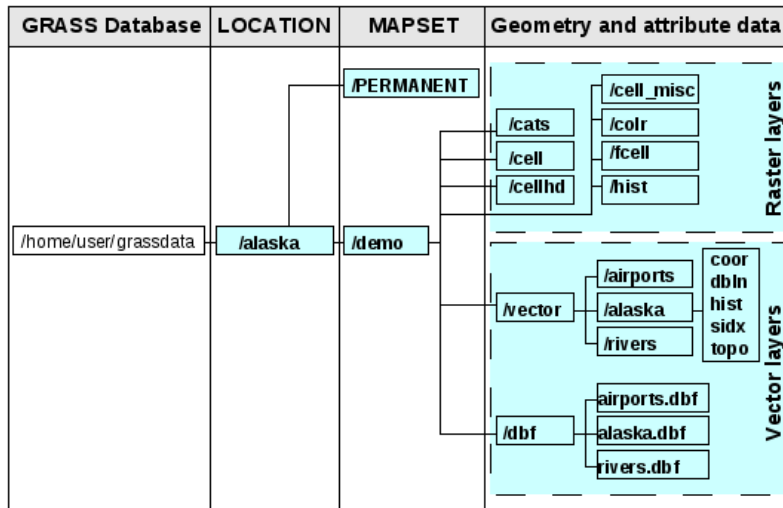 GRASS Database LOCATION MAPSET Geometry and attribute data
/PERMANENT
/cell_misc
/cats /colr
/cell /fcell
/cellhd /hist
Raster layers
/home/user/grassdata /alaska /demo
/vector
/airports
/alaska
/rivers
coor
dbln
hist
sidx
topo
Vector layers
/dbf
airports.dbf
alaska.dbf
rivers.dbf